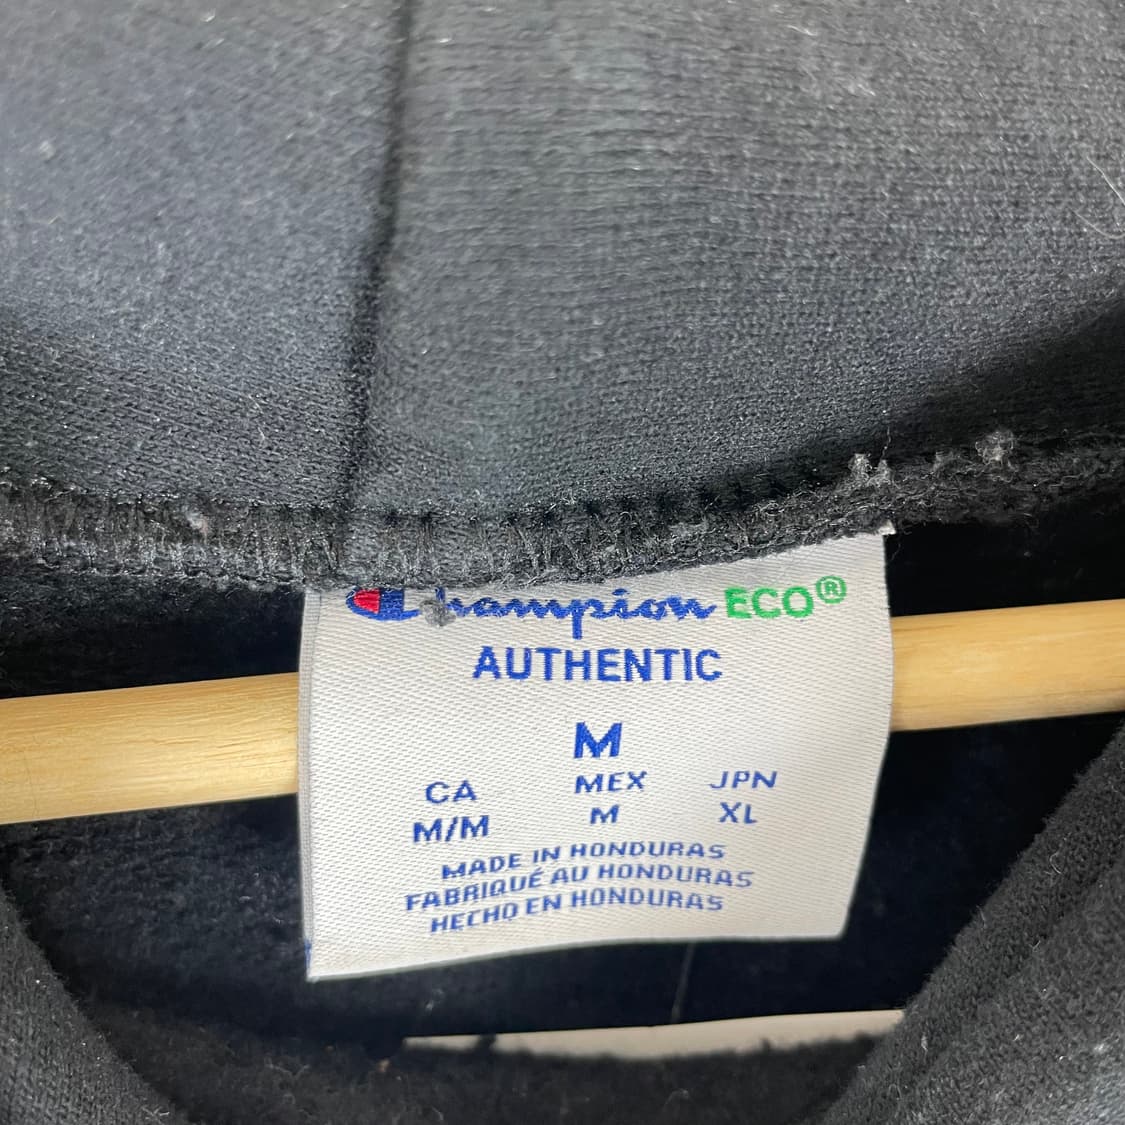 Champion ECO®
AUTHENTIC
M
CA MEX JPN
M/M M XL
MADE IN HONDURAS
FABRIQUÉ AU HONDURAS
HECHO EN HONDURAS